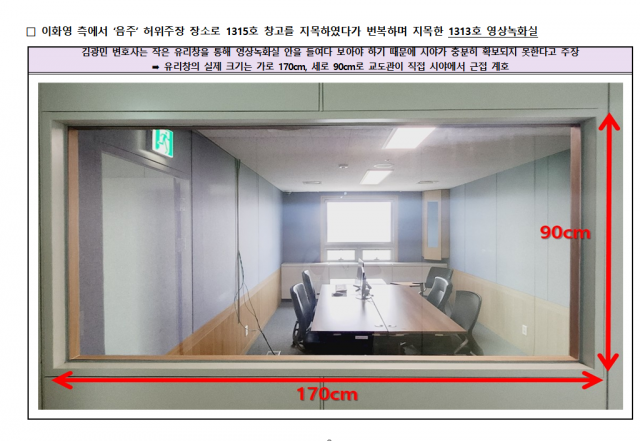 □ 이화영 측에서 '음주' 허위주장 장소로 1315호 창고를 지목하였다가 번복하며 지목한 1313호 영상녹화실
김광민 변호사는 작은 유리창을 통해 영상녹화실 안을 들여다 보아야 하기 때문에 시야가 충분히 확보되지 못한다고 주장
➡ 유리창의 실제 크기는 가로 170cm, 세로 90cm로 교도관이 직접 시야에서 근접 계호
90cm
170cm